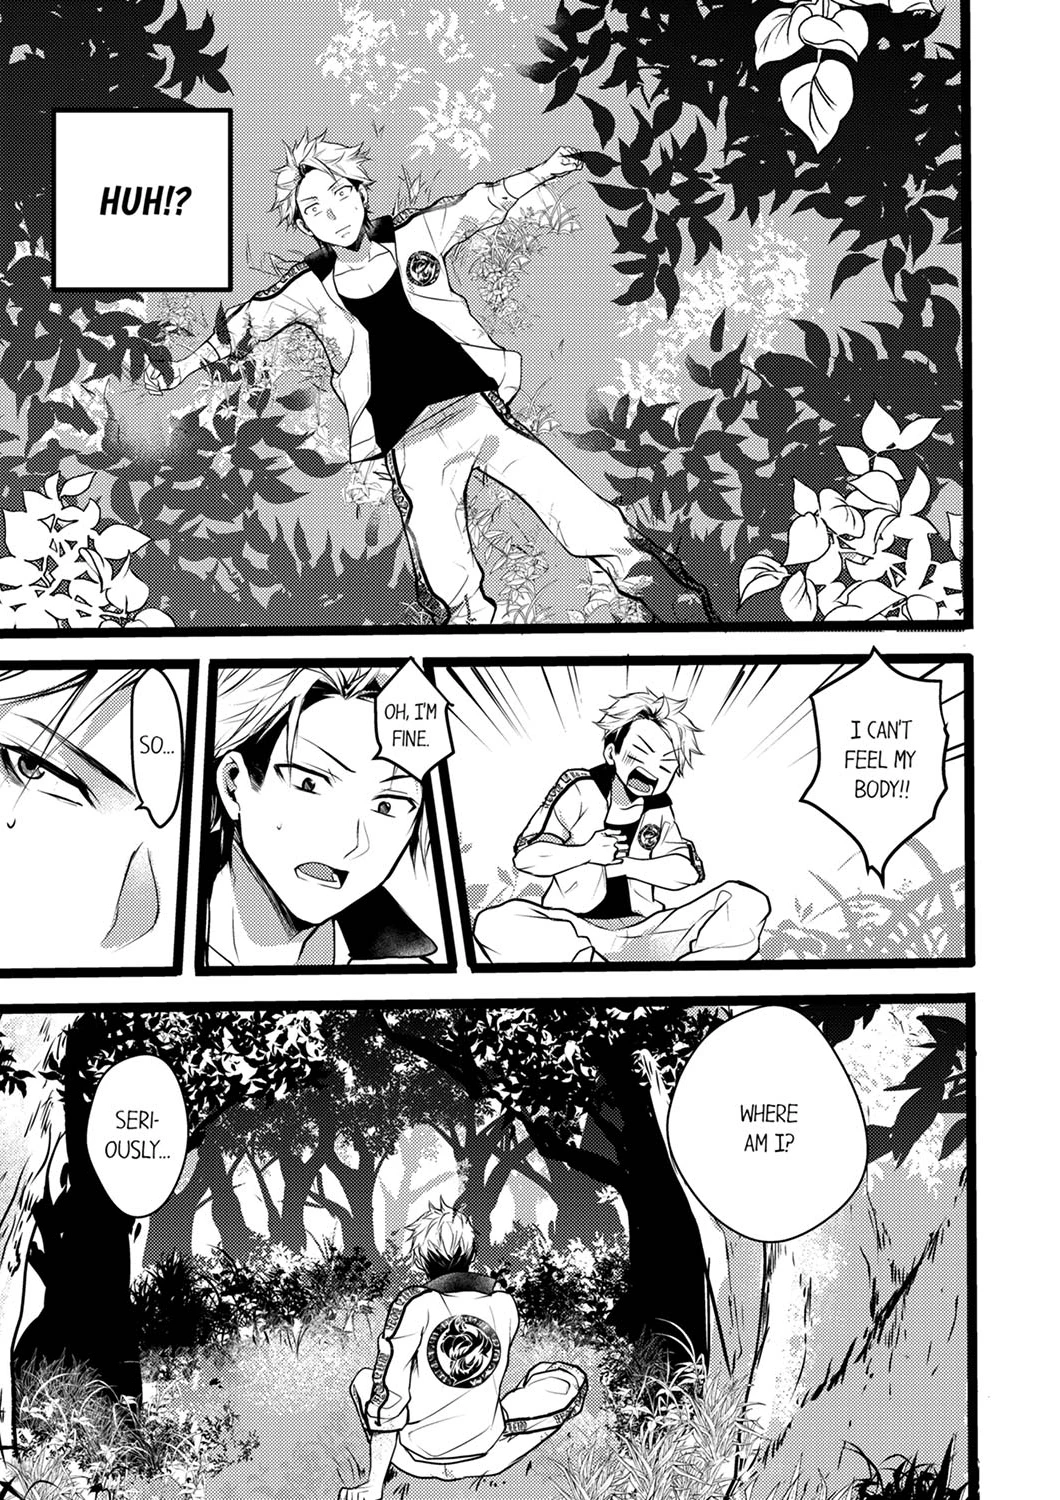 HUH!?
I CAN'T
FEEL MY
BODY!!
OH, I'M
FINE.
SO...
WHERE
AM I?
SERI-
OUSLY...